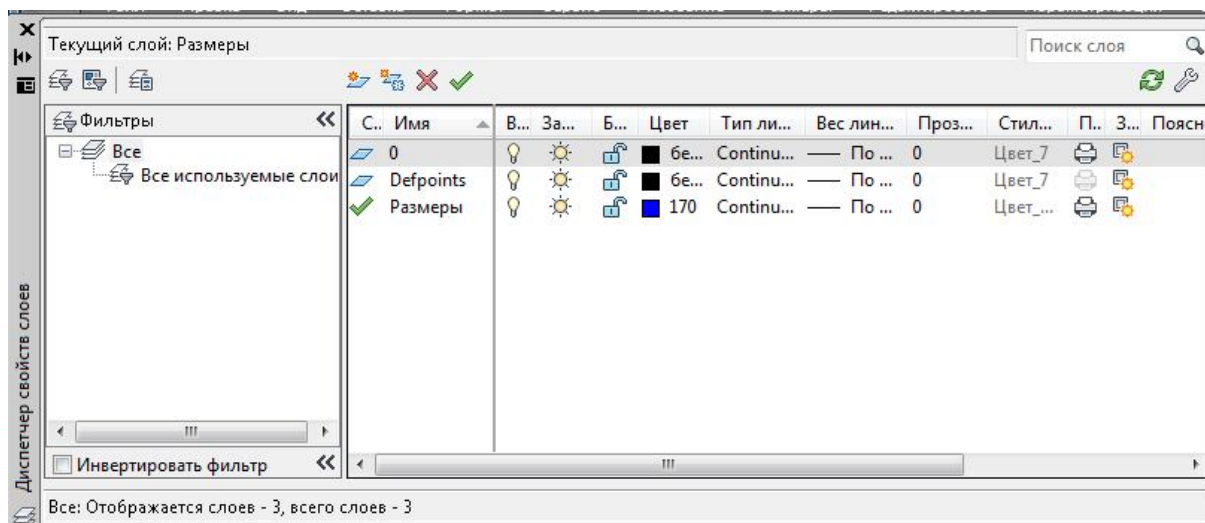 Текущий слой: Размеры
Поиск слоя
Фильтры
С.. Имя В... За... Б... Цвет Тип ли... Вес лин... Проз... Стил... П.. З... Поясн
Все
Все используемые слои
0 бе... Continu... По ... 0 Цвет_7
Defpoints бе... Continu... По ... 0 Цвет_7
Размеры 170 Continu... По ... 0 Цвет_...
Инвертировать фильтр
Все: Отображается слоев - 3, всего слоев - 3
Диспетчер свойств слоев